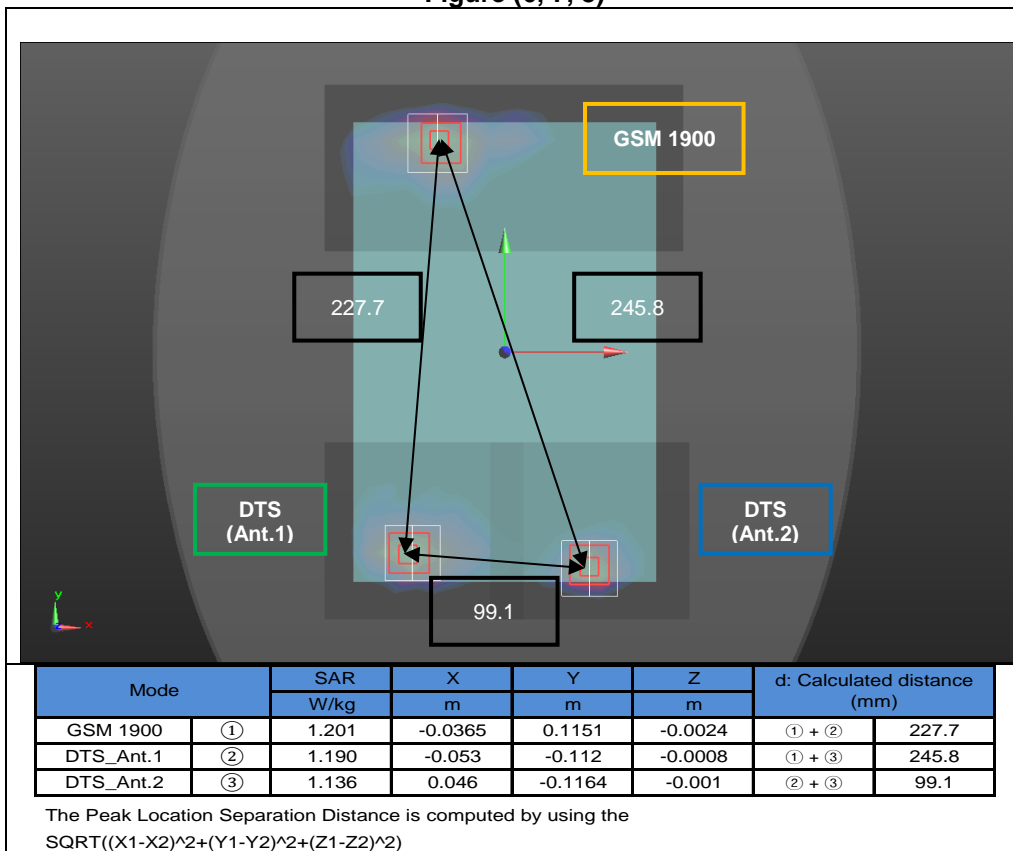 GSM 1900
227.7
245.8
DTS
(Ant.1)
DTS
(Ant.2)
99.1
y
x
Mode SAR X Y Z d: Calculated distance (mm)
W/kg m m m
GSM 1900 ① 1.201 -0.0365 0.1151 -0.0024 ① + ② 227.7
DTS_Ant.1 ② 1.190 -0.053 -0.112 -0.0008 ① + ③ 245.8
DTS_Ant.2 ③ 1.136 0.046 -0.1164 -0.001 ② + ③ 99.1
The Peak Location Separation Distance is computed by using the
SQRT((X1-X2)^2+(Y1-Y2)^2+(Z1-Z2)^2)